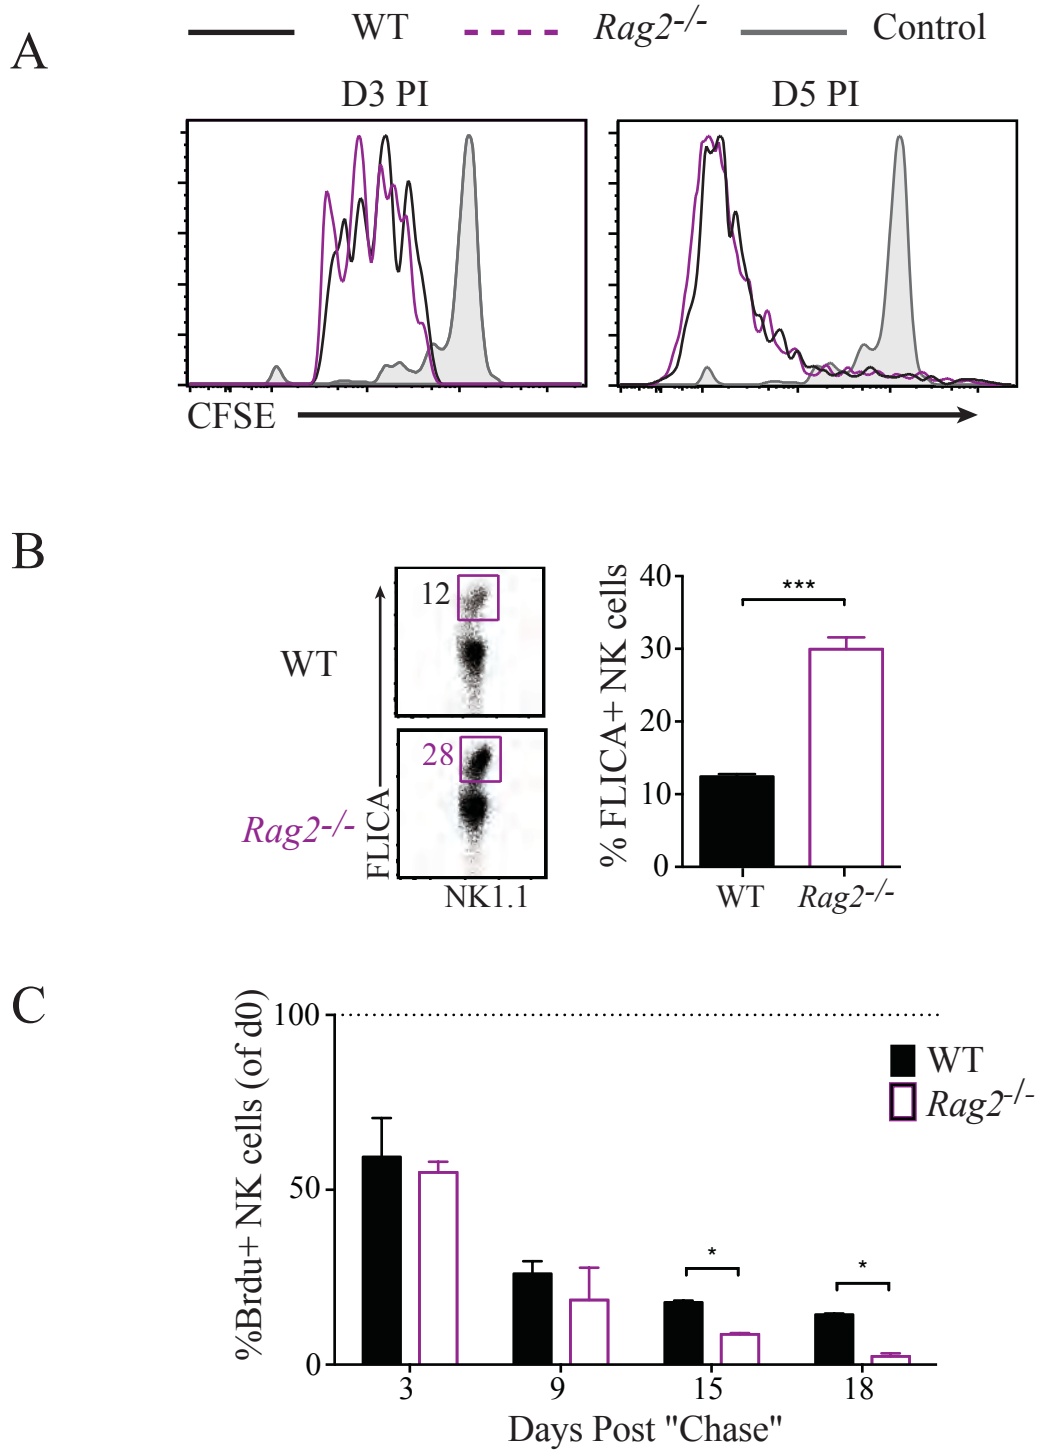 A
WT Rag2-/- Control
D3 PI D5 PI
CFSE
B
WT
12
Rag2-/-
28
FLICA
NK1.1
% FLICA+ NK cells
40
30
20
10
0
***
WT Rag2-/-
C
%Brdu+ NK cells (of d0)
100
50
0
WT
Rag2-/-
*
*
3 9 15 18
Days Post "Chase"